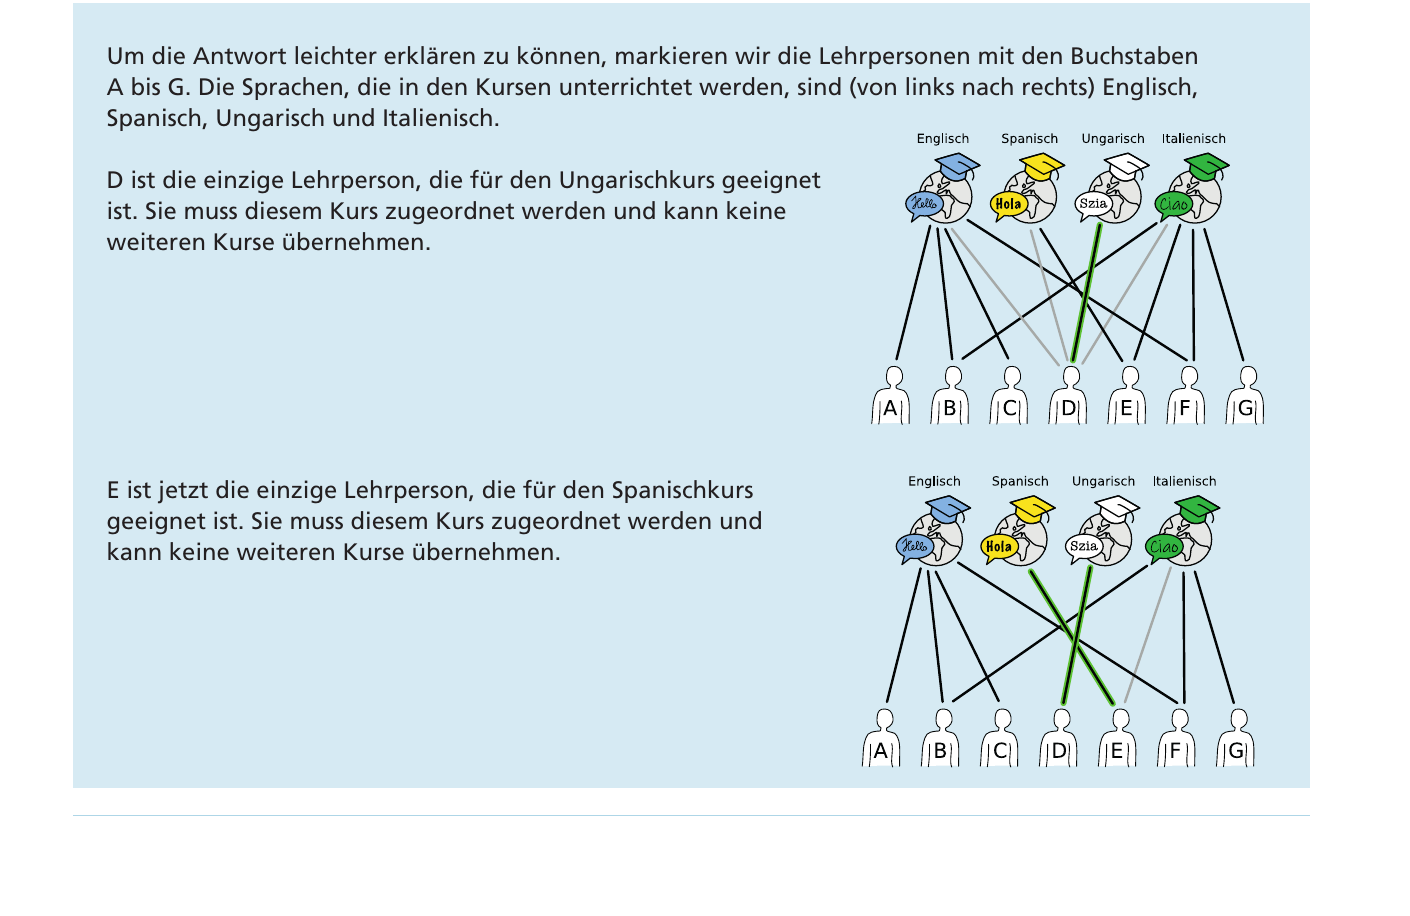 Um die Antwort leichter erklären zu können, markieren wir die Lehrpersonen mit den Buchstaben
A bis G. Die Sprachen, die in den Kursen unterrichtet werden, sind (von links nach rechts) Englisch,
Spanisch, Ungarisch und Italienisch.
D ist die einzige Lehrperson, die für den Ungarischkurs geeignet
ist. Sie muss diesem Kurs zugeordnet werden und kann keine
weiteren Kurse übernehmen.
Englisch Spanisch Ungarisch Italienisch
Hello Hola Szia Ciao
A B C D E F G
E ist jetzt die einzige Lehrperson, die für den Spanischkurs
geeignet ist. Sie muss diesem Kurs zugeordnet werden und
kann keine weiteren Kurse übernehmen.
Englisch Spanisch Ungarisch Italienisch
Hello Hola Szia Ciao
A B C D E F G